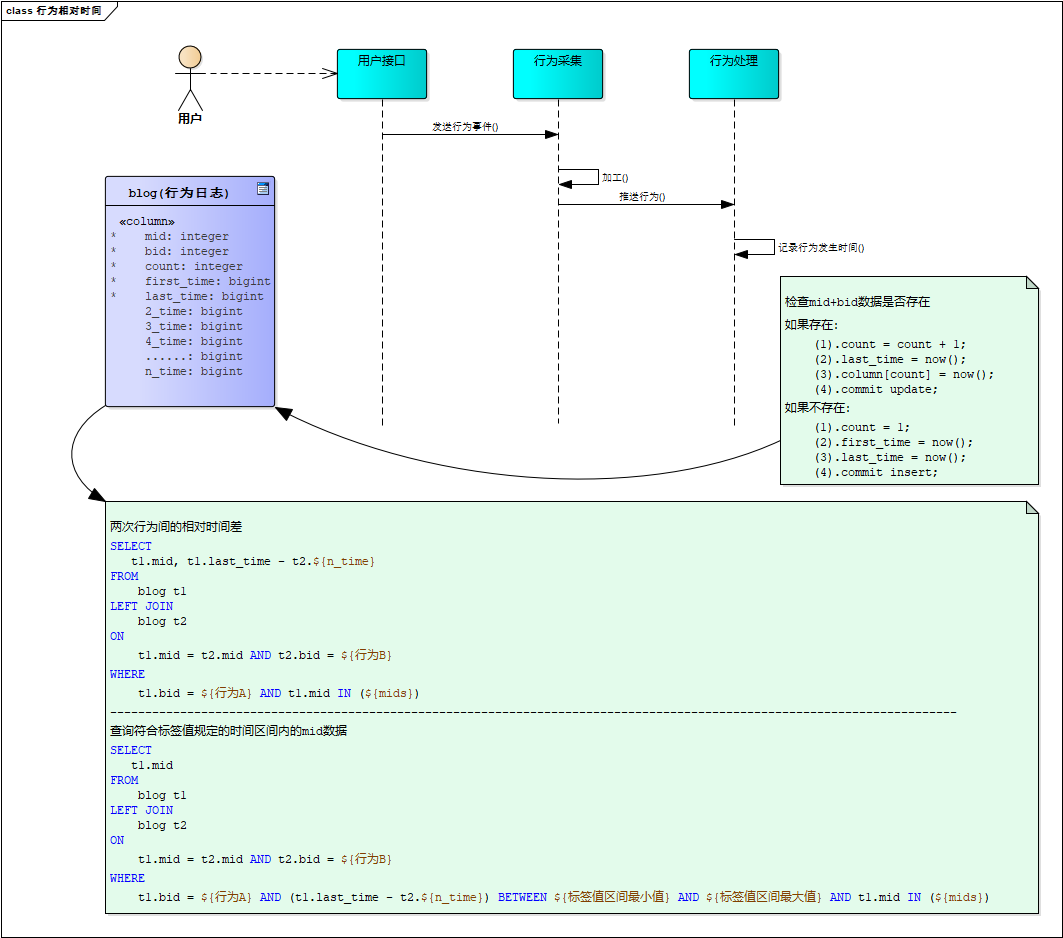 class 行为相对时间
用户
用户接口
行为采集
行为处理
发送行为事件()
加工()
推送行为()
记录行为发生时间()
blog(行为日志)
«column»
* mid: integer
* bid: integer
* count: integer
* first_time: bigint
* last_time: bigint
2_time: bigint
3_time: bigint
4_time: bigint
......: bigint
n_time: bigint
检查mid+bid数据是否存在
如果存在:
(1).count = count + 1;
(2).last_time = now();
(3).column[count] = now();
(4).commit update;
如果不存在:
(1).count = 1;
(2).first_time = now();
(3).last_time = now();
(4).commit insert;
两次行为间的相对时间差
SELECT
t1.mid, t1.last_time - t2.${n_time}
FROM
blog t1
LEFT JOIN
blog t2
ON
t1.mid = t2.mid AND t2.bid = ${行为B}
WHERE
t1.bid = ${行为A} AND t1.mid IN (${mids})
-------------------------------------------------------------------------------------------------------------------------
查询符合标签值规定的时间区间内的mid数据
SELECT
t1.mid
FROM
blog t1
LEFT JOIN
blog t2
ON
t1.mid = t2.mid AND t2.bid = ${行为B}
WHERE
t1.bid = ${行为A} AND (t1.last_time - t2.${n_time}) BETWEEN ${标签值区间最小值} AND ${标签值区间最大值} AND t1.mid IN (${mids})